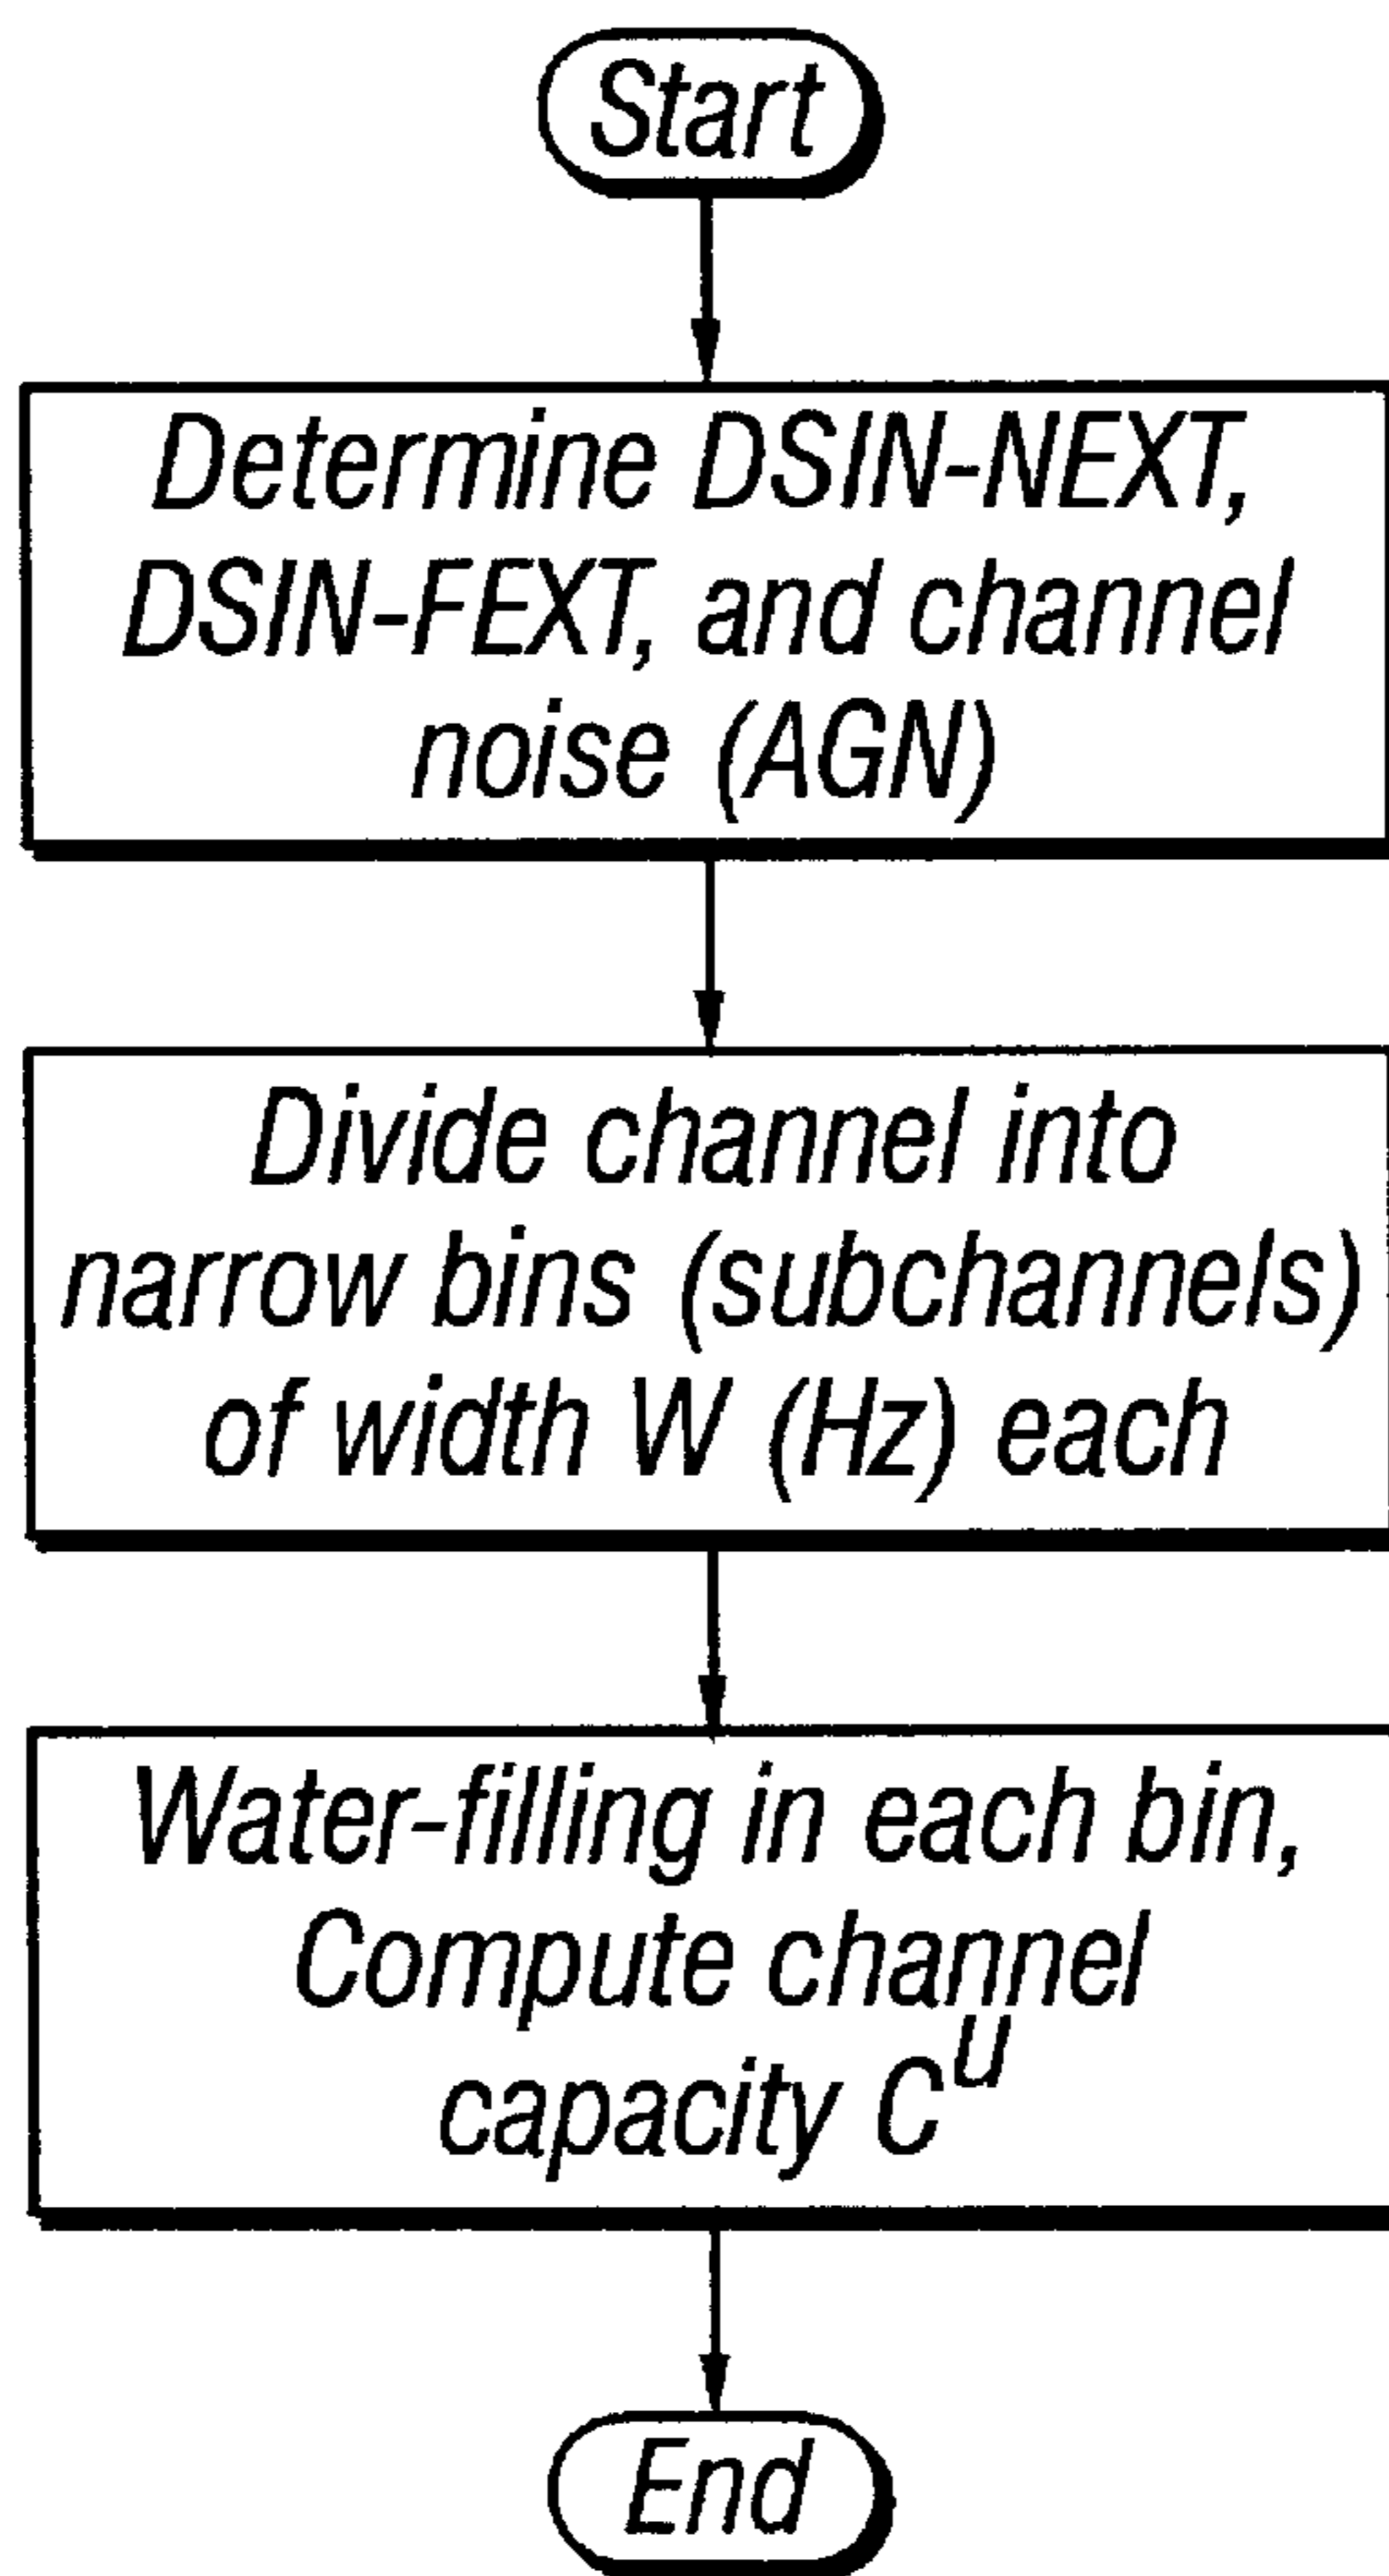 Start
Determine DSIN-NEXT,
DSIN-FEXT, and channel
noise (AGN)
Divide channel into
narrow bins (subchannels)
of width W (Hz) each
Water-filling in each bin,
Compute channel
capacity C^U
End